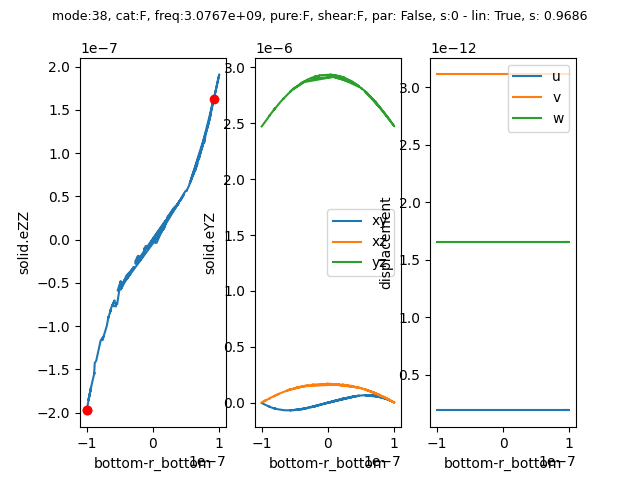 mode:38, cat:F, freq:3.0767e+09, pure:F, shear:F, par: False, s:0 - lin: True, s: 0.9686
1e−7
2.0
1.5
1.0
0.5
0.0
−0.5
−1.0
−1.5
−2.0
solid.eZZ
−1
0
1
1e−7
bottom-r_bottom
1e−6
3.0
2.5
2.0
1.5
1.0
0.5
0.0
solid.eYZ
xy
xz
yz
−1
0
1
1e−7
bottom-r_bottom
1e−12
3.0
2.5
2.0
1.5
1.0
0.5
displacement
u
v
w
−1
0
1
1e−7
bottom-r_bottom